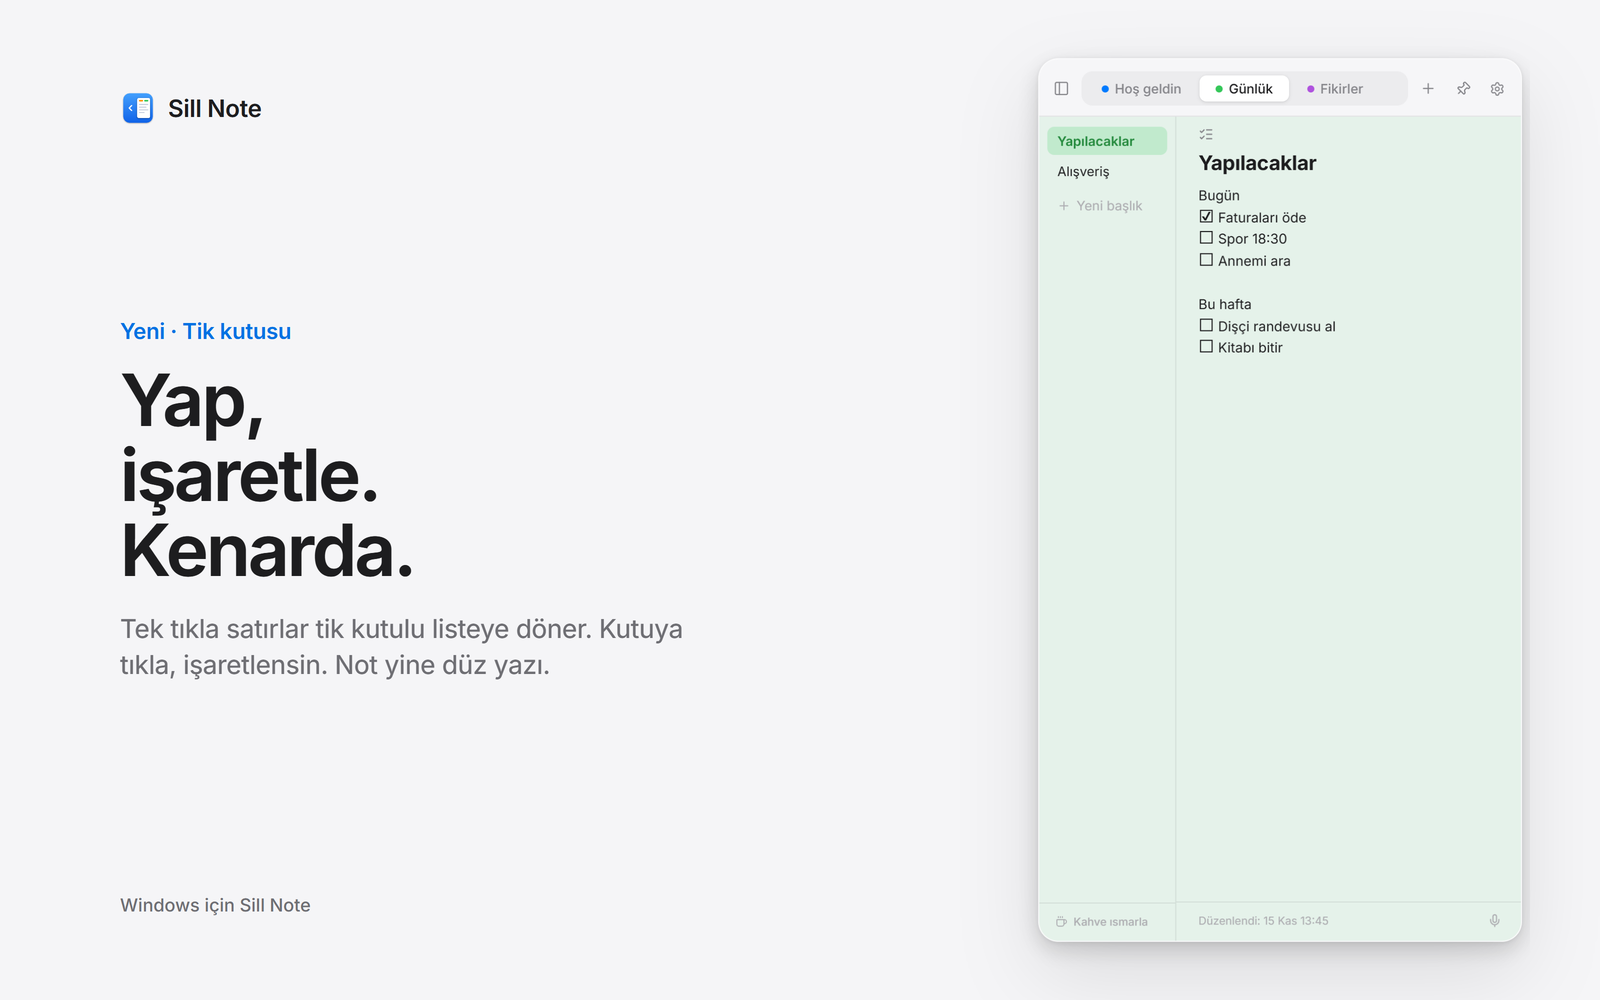 Sill Note
Yeni · Tik kutusu
Yap,
işaretle.
Kenarda.
Tek tıkla satırlar tik kutulu listeye döner. Kutuya
tıkla, işaretlensin. Not yine düz yazı.
Windows için Sill Note
Hoş geldin
Günlük
Fikirler
Yapılacaklar
Alışveriş
Yeni başlık
Yapılacaklar
Bugün
Faturaları öde
Spor 18:30
Annemi ara
Bu hafta
Dişçi randevusu al
Kitabı bitir
Kahve ısmarla
Düzenlendi: 15 Kas 13:45